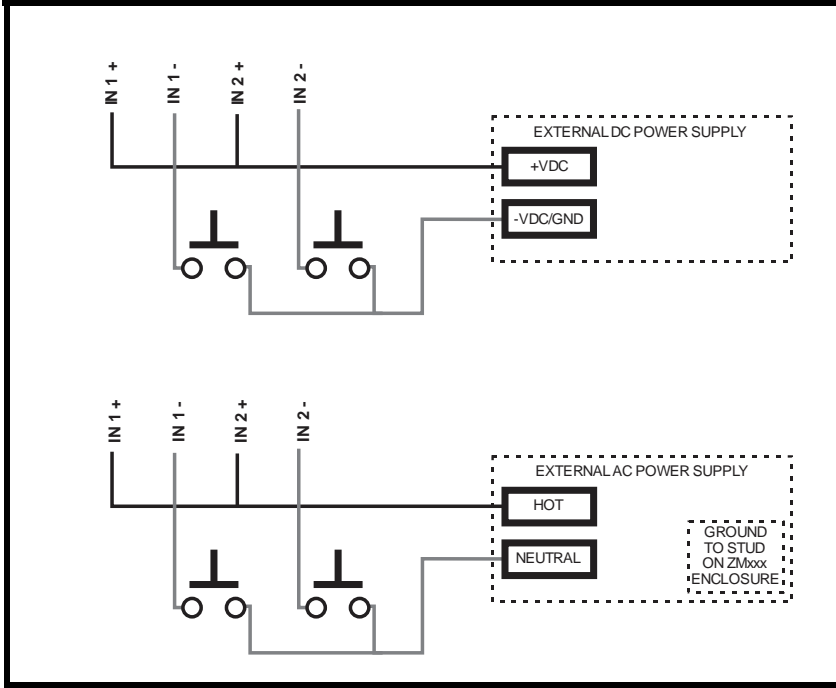 IN 1 +
IN 1 -
IN 2 +
IN 2 -
EXTERNAL DC POWER SUPPLY
+VDC
-VDC/GND
IN 1 +
IN 1 -
IN 2 +
IN 2 -
EXTERNAL AC POWER SUPPLY
HOT
NEUTRAL
GROUND
TO STUD
ON ZMxxx
ENCLOSURE